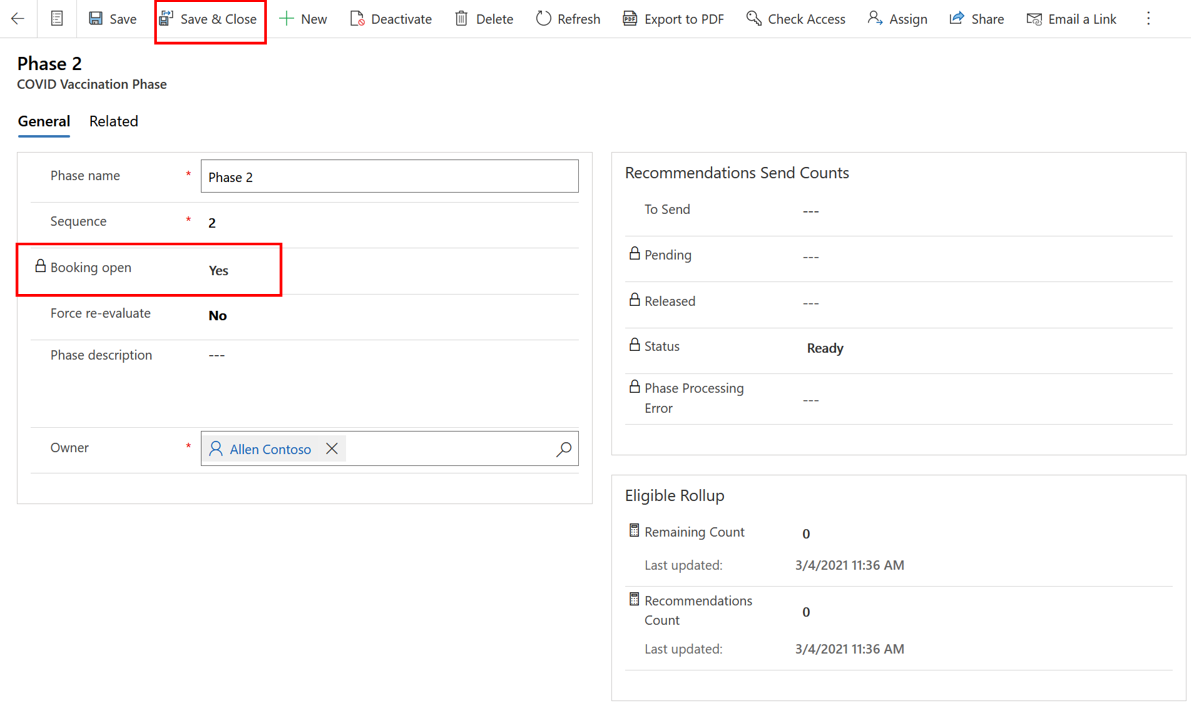 Save Save & Close New Deactivate Delete Refresh Export to PDF Check Access Assign Share Email a Link
Phase 2
COVID Vaccination Phase
General Related
Phase name * Phase 2
Sequence * 2
Booking open Yes
Force re-evaluate No
Phase description ---
Owner * Allen Contoso
Recommendations Send Counts
To Send ---
Pending ---
Released ---
Status Ready
Phase Processing
Error ---
Eligible Rollup
Remaining Count 0
Last updated: 3/4/2021 11:36 AM
Recommendations
Count 0
Last updated: 3/4/2021 11:36 AM